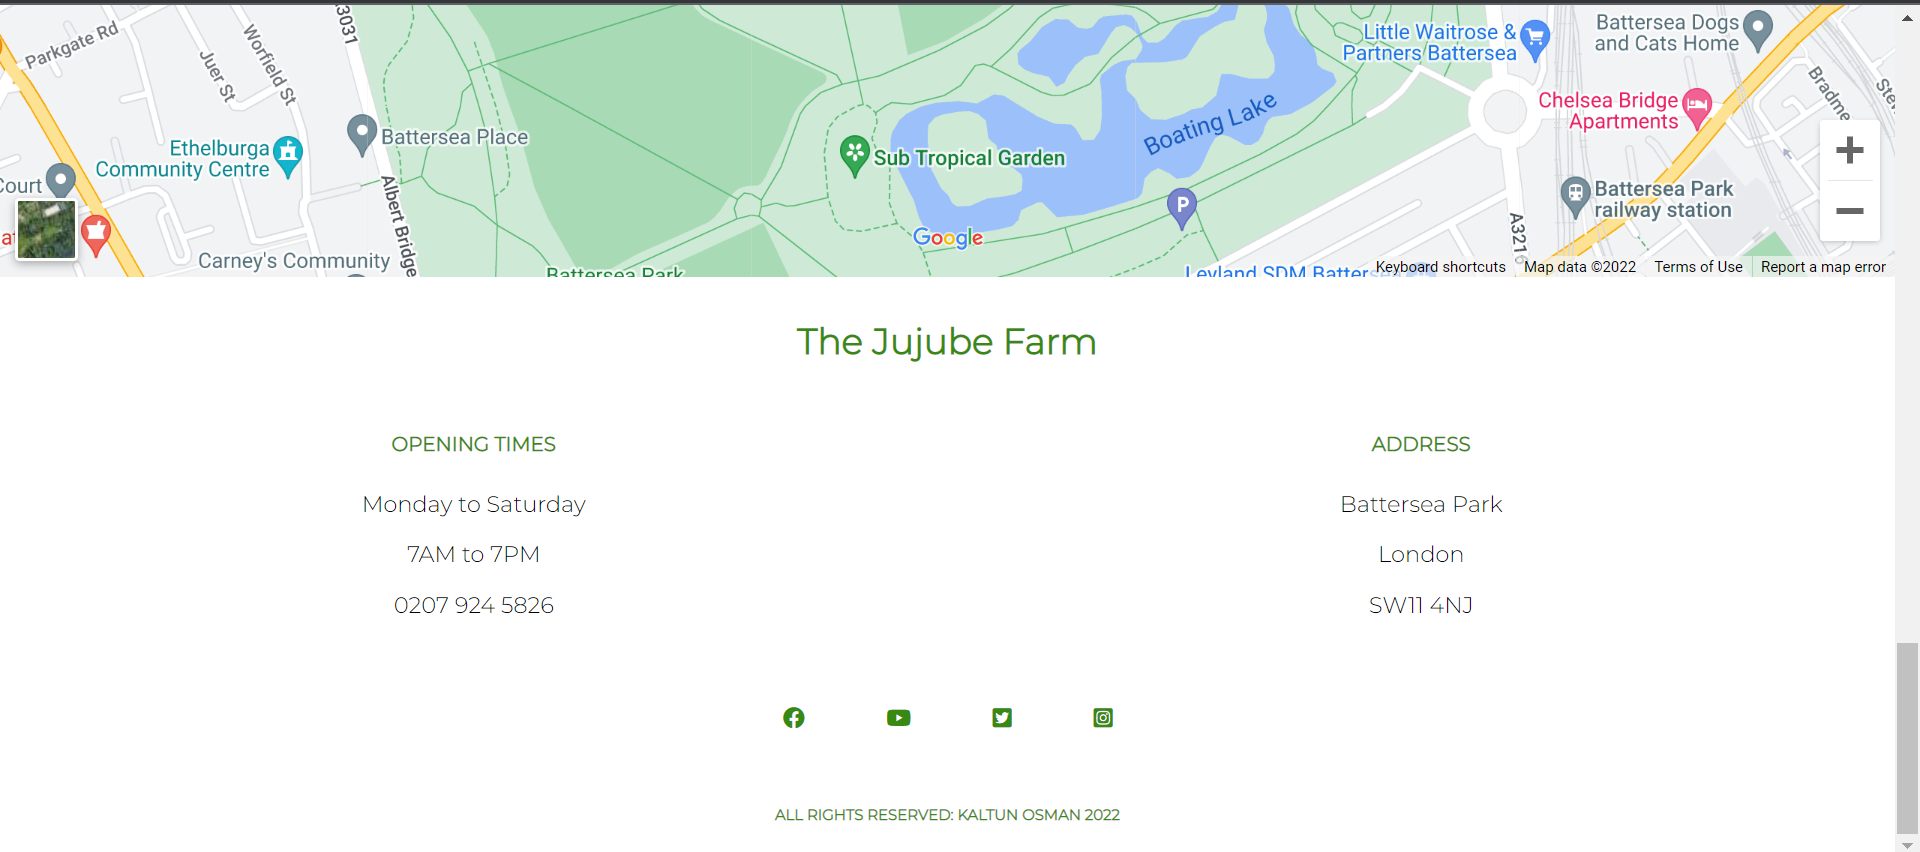 Parkgate Rd
Juer St
Worfield St
3031
Little Waitrose &
Partners Battersea
Battersea Dogs
and Cats Home
Chelsea Bridge
Apartments
Boating Lake
Battersea Place
Ethelburga
Community Centre
Court
Albert Bridge
Sub Tropical Garden
P
Battersea Park
railway station
A3216
Google
Carney's Community
Battersea Park
Leyland SDM Batter
Keyboard shortcuts
Map data ©2022
Terms of Use
Report a map error
The Jujube Farm
OPENING TIMES
Monday to Saturday
7AM to 7PM
0207 924 5826
ADDRESS
Battersea Park
London
SW11 4NJ
ALL RIGHTS RESERVED: KALTUN OSMAN 2022